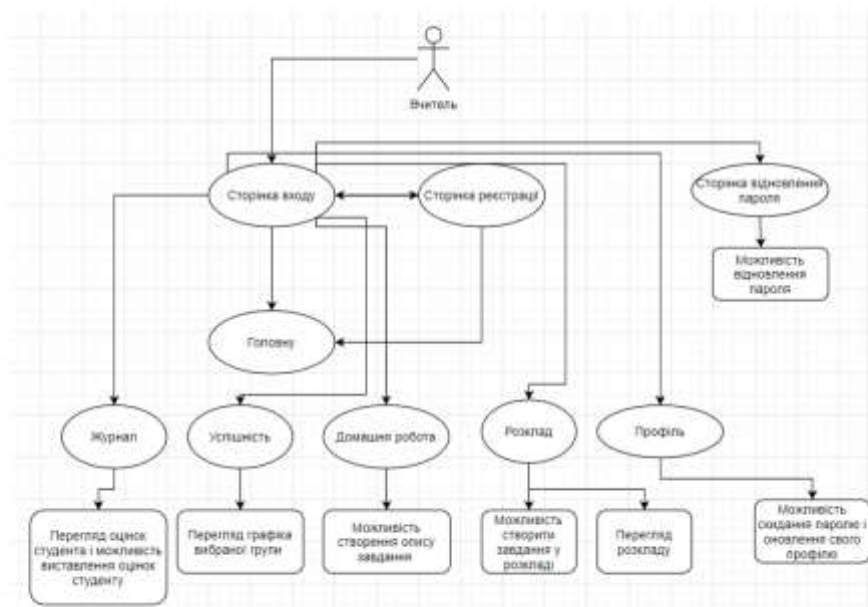 Вчитель
Сторінка входу
Сторінка реєстрації
Сторінка відновлення
пароля
Можливість
відновлення
пароля
Головну
Журнал
Успішність
Домашня робота
Розклад
Профіль
Перегляд оцінок
студента і можливість
виставлення оцінок
студенту
Перегляд графіка
вибраної групи
Можливість
створення опису
завдання
Можливість
створити
завдання у
розкладі
Перегляд
розкладу
Можливість
скидання паролю і
оновлення свого
профілю